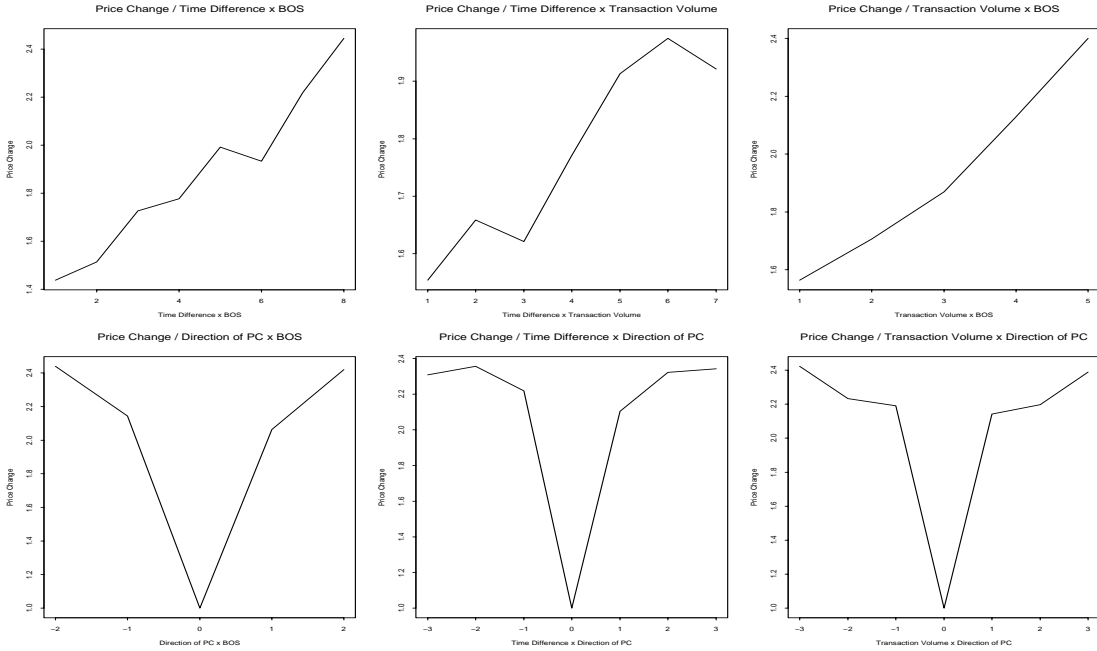 Price Change / Time Difference x BOS
Price Change
1.4 1.6 1.8 2.0 2.2 2.4
2 4 6 8
Time Difference x BOS
Price Change / Time Difference x Transaction Volume
Price Change
1.6 1.7 1.8 1.9
1 2 3 4 5 6 7
Time Difference x Transaction Volume
Price Change / Transaction Volume x BOS
Price Change
1.6 1.8 2.0 2.2 2.4
1 2 3 4 5
Transaction Volume x BOS
Price Change / Direction of PC x BOS
Price Change
1.0 1.2 1.4 1.6 1.8 2.0 2.2 2.4
−2 −1 0 1 2
Direction of PC x BOS
Price Change / Time Difference x Direction of PC
Price Change
1.0 1.2 1.4 1.6 1.8 2.0 2.2 2.4
−3 −2 −1 0 1 2 3
Time Difference x Direction of PC
Price Change / Transaction Volume x Direction of PC
Price Change
1.0 1.2 1.4 1.6 1.8 2.0 2.2 2.4
−3 −2 −1 0 1 2 3
Transaction Volume x Direction of PC